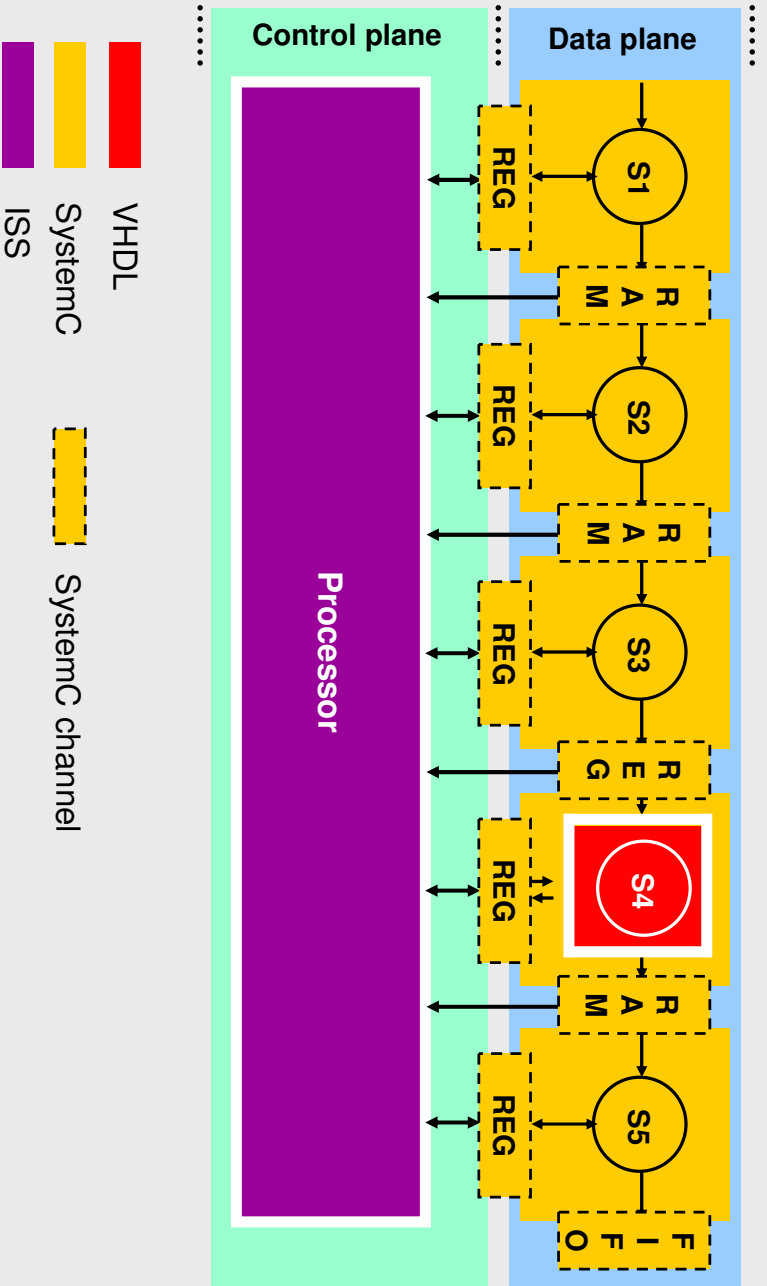 Control plane
Data plane
S1
RAM
S2
RAM
S3
REG
S4
RAM
S5
FIFO
REG
REG
REG
REG
REG
Processor
VHDL
SystemC
ISS
SystemC channel